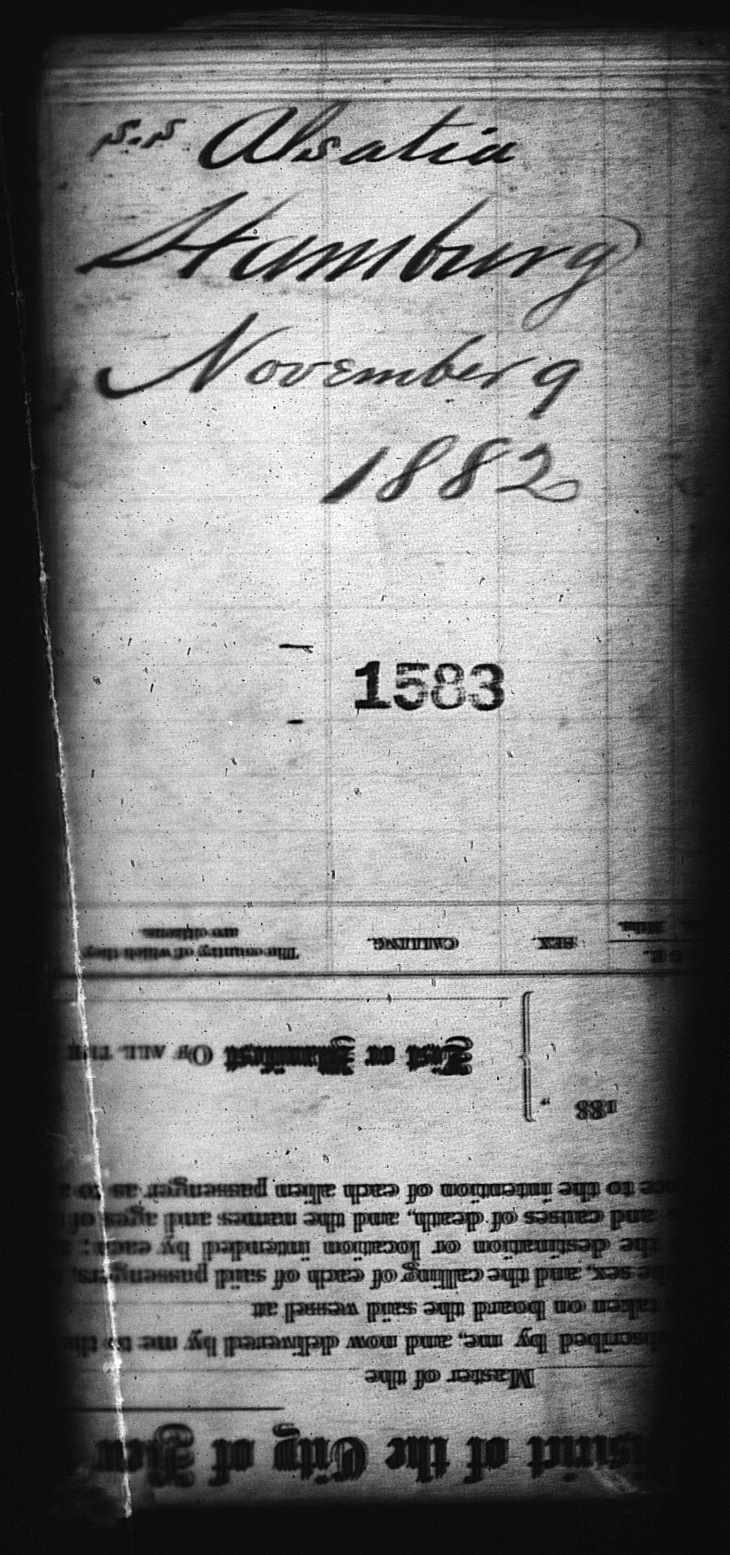 S.S. Alsatia
Hamburg
November 9
1882
1583
The country of which they
are citizens.
CALLING.
SEX.
Mths.
188
List or Manifest OF ALL THE
District of the City of New
Master of the
me, and now delivered by me to the
taken on board the said vessel at
sex, and the calling of each of said passengers,
the destination or location intended by each;
and causes of death, and the names and ages of
to the intention of each alien passenger as to a